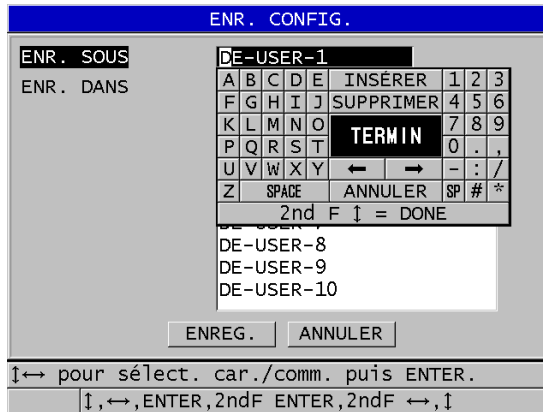 ENR. CONFIG.
ENR. SOUS
DE-USER-1
ENR. DANS
A B C D E INSÉRER 1 2 3
F G H I J SUPPRIMER 4 5 6
K L M N O TERMIN 7 8 9
P Q R S T 0 . ,
U V W X Y ← → - : /
Z SPACE ANNULER SP # *
2nd F ↕ = DONE
DE-USER-8
DE-USER-9
DE-USER-10
ENREG. ANNULER
↕↔ pour sélect. car./comm. puis ENTER.
↕,↔,ENTER,2ndF ENTER,2ndF ↔,↕